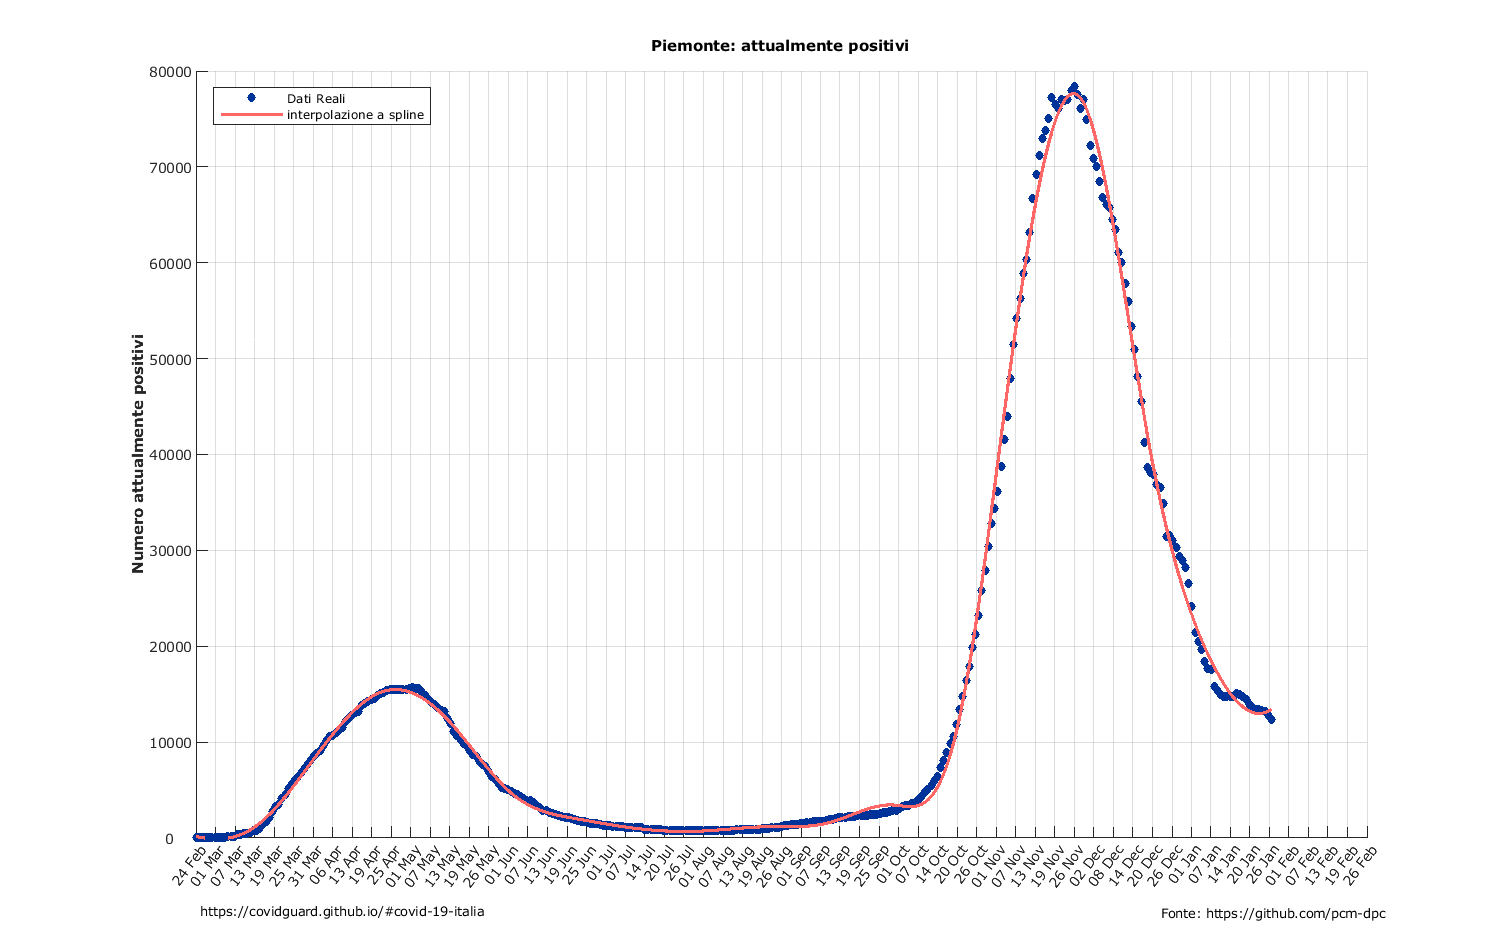 Piemonte: attualmente positivi
Dati Reali
interpolazione a spline
Numero attualmente positivi
80000
70000
60000
50000
40000
30000
20000
10000
0
24 Feb
01 Mar
07 Mar
13 Mar
19 Mar
25 Mar
31 Mar
06 Apr
13 Apr
19 Apr
25 Apr
01 May
07 May
13 May
19 May
26 May
01 Jun
07 Jun
13 Jun
19 Jun
25 Jun
01 Jul
07 Jul
14 Jul
20 Jul
26 Jul
01 Aug
07 Aug
13 Aug
19 Aug
26 Aug
01 Sep
07 Sep
13 Sep
19 Sep
25 Sep
01 Oct
07 Oct
14 Oct
20 Oct
26 Oct
01 Nov
07 Nov
13 Nov
19 Nov
26 Nov
02 Dec
08 Dec
14 Dec
20 Dec
26 Dec
01 Jan
07 Jan
14 Jan
20 Jan
26 Jan
01 Feb
07 Feb
13 Feb
19 Feb
26 Feb
https://covidguard.github.io/#covid-19-italia
Fonte: https://github.com/pcm-dpc